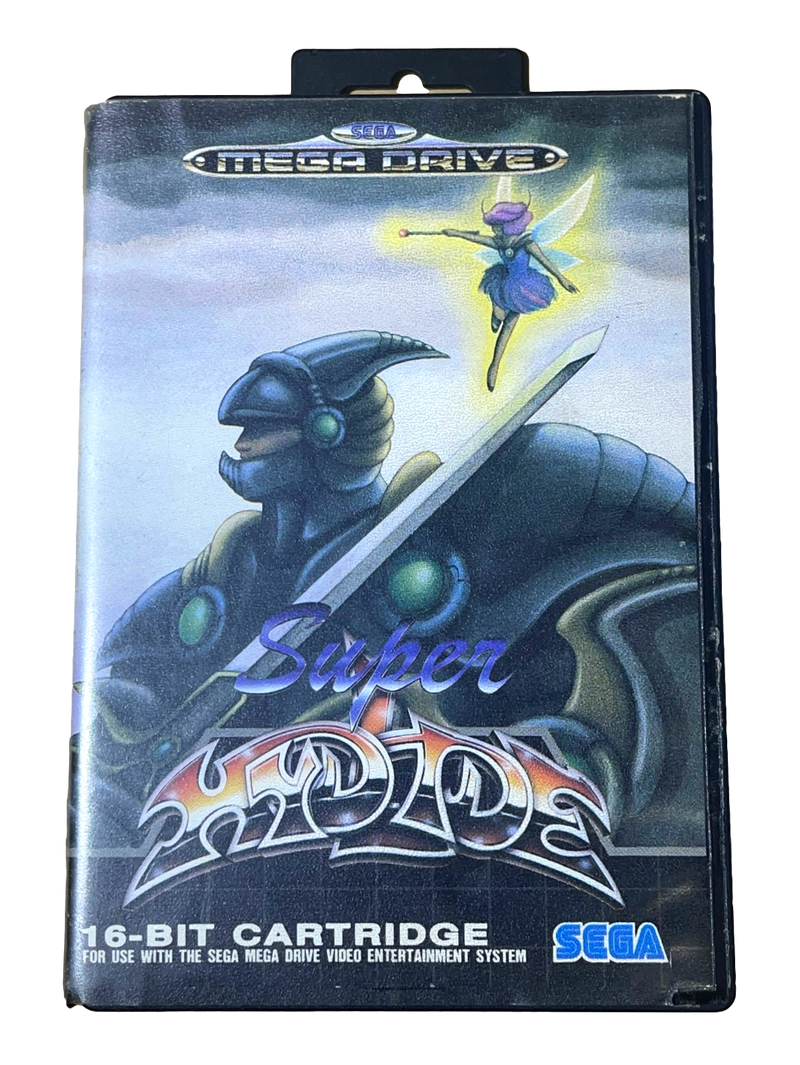 SEGA
MEGA DRIVE
Super
HYDLIDE
16-BIT CARTRIDGE
FOR USE WITH THE SEGA MEGA DRIVE VIDEO ENTERTAINMENT SYSTEM
SEGA